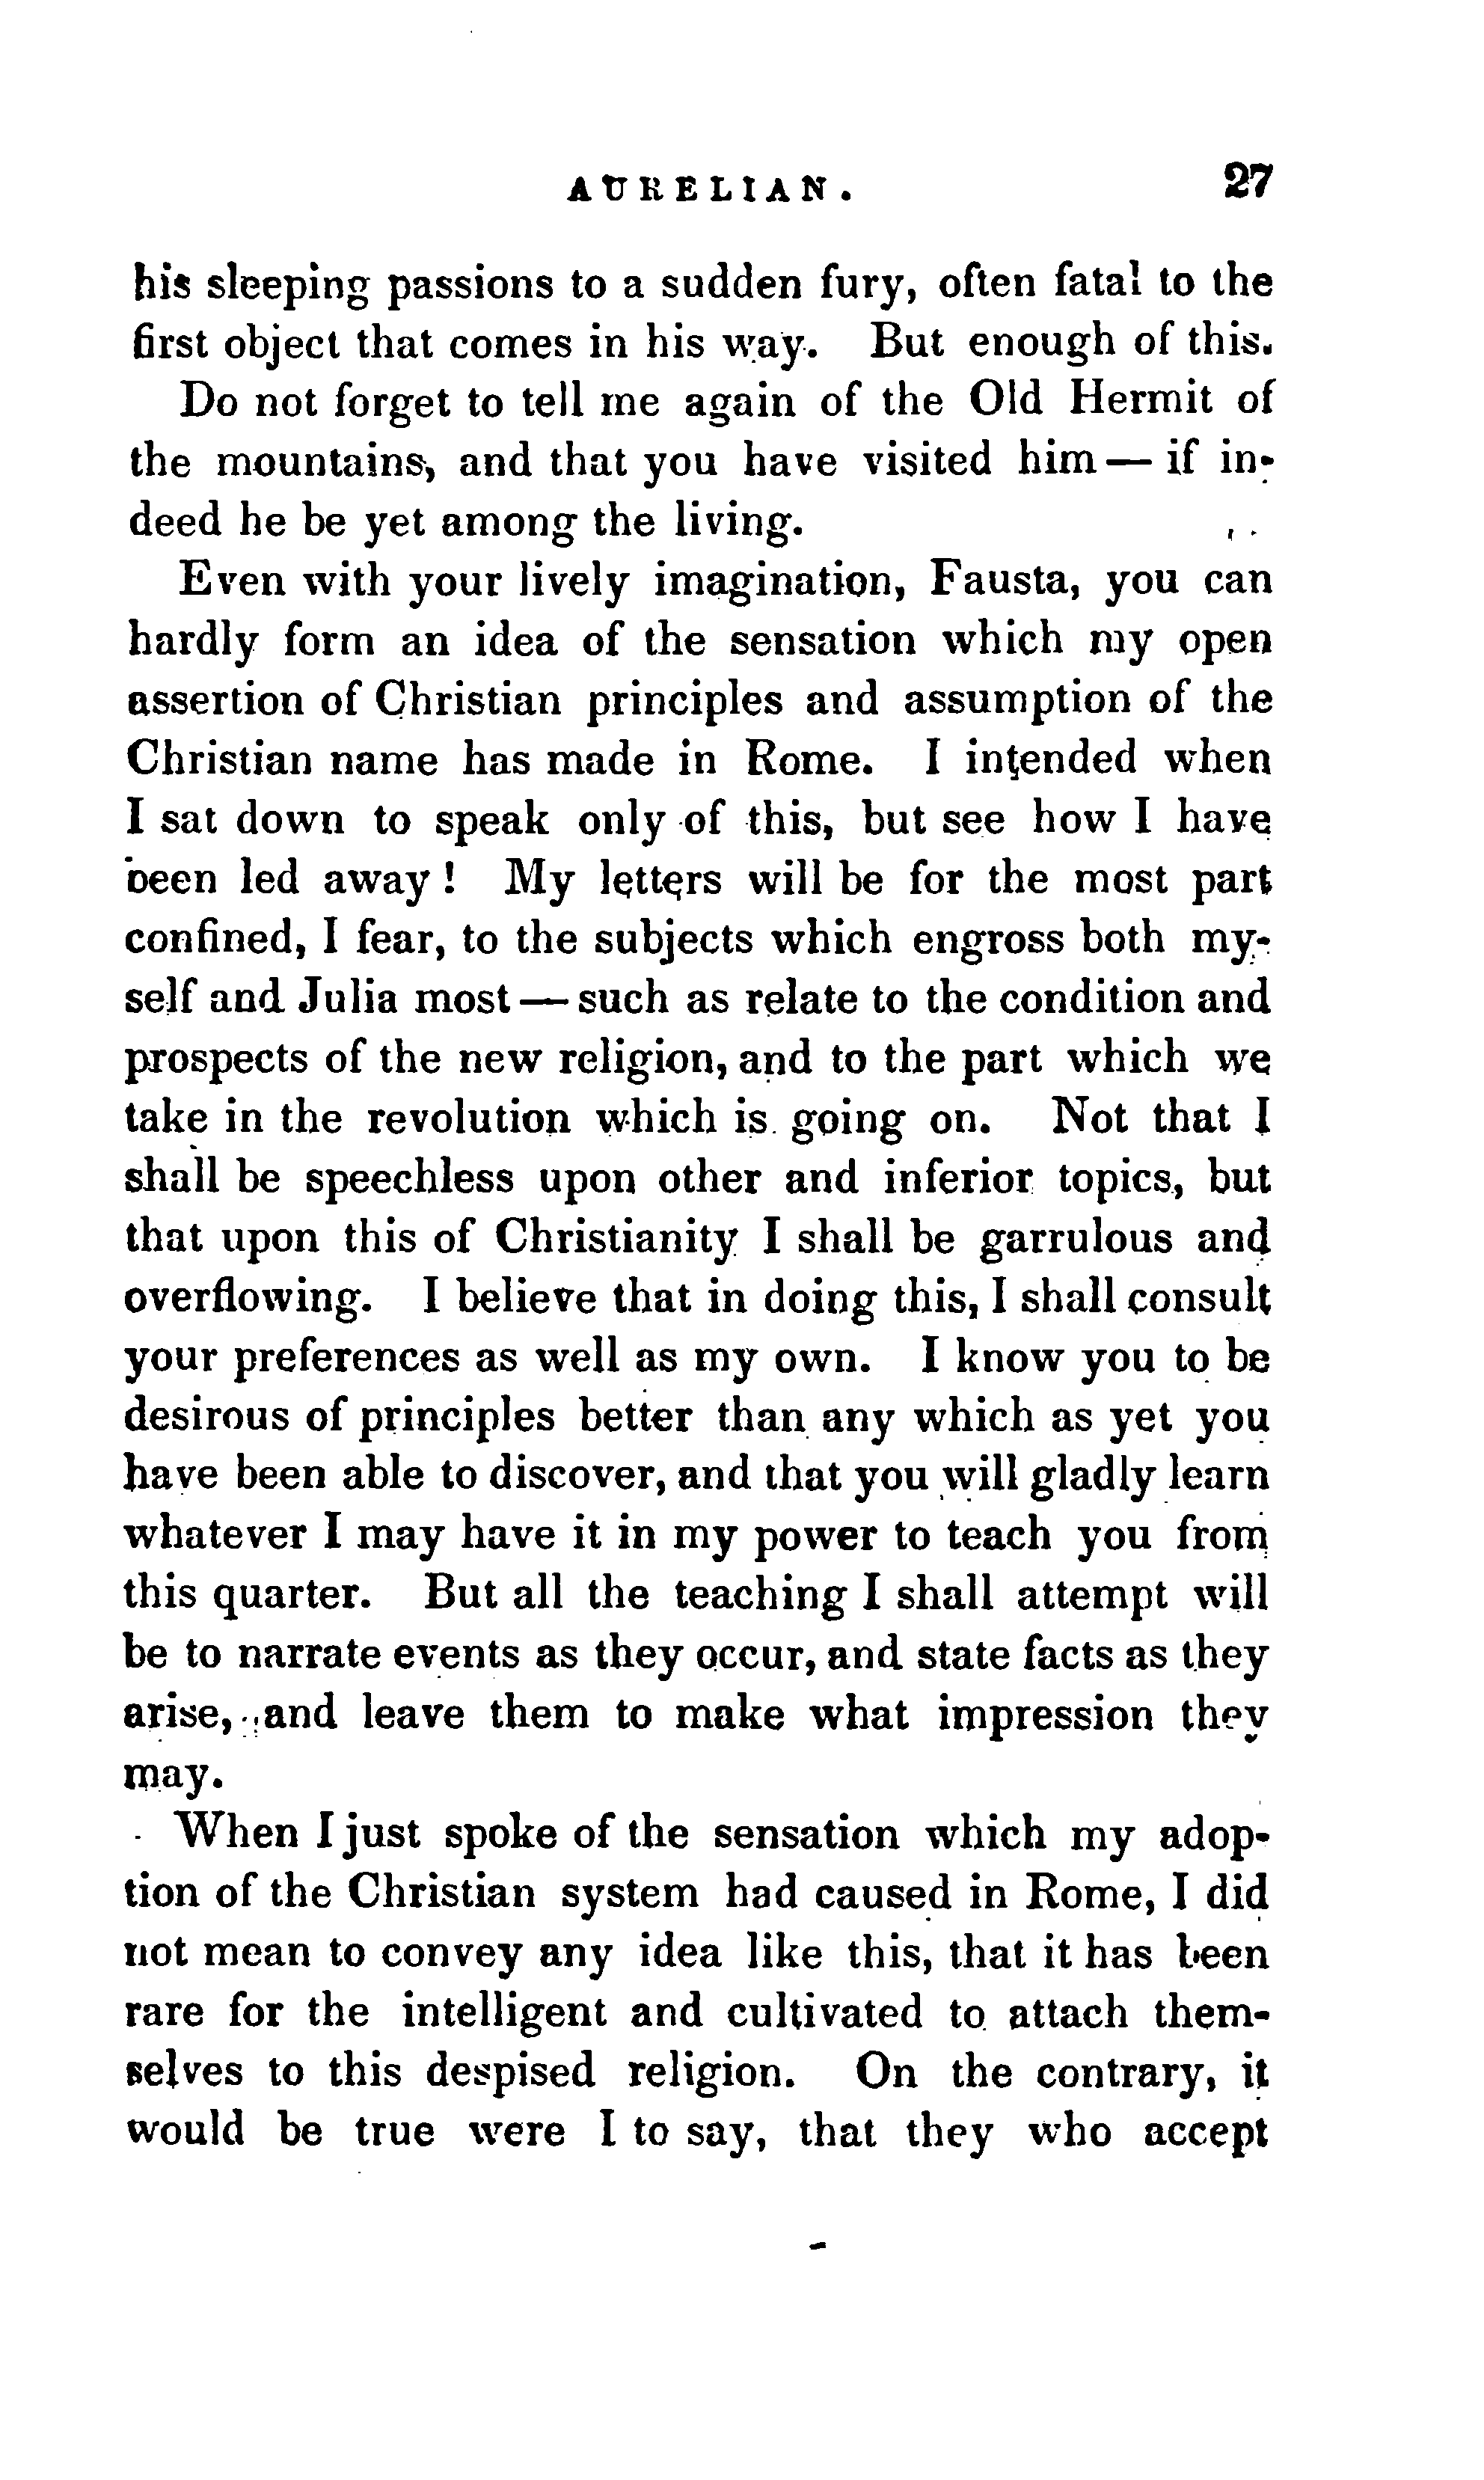 AURELIAN. 27
his sleeping passions to a sudden fury, often fatal to the
first object that comes in his way. But enough of this.
Do not forget to tell me again of the Old Hermit of
the mountains, and that you have visited him — if in-
deed he be yet among the living.
Even with your lively imagination, Fausta, you can
hardly form an idea of the sensation which my open
assertion of Christian principles and assumption of the
Christian name has made in Rome. I intended when
I sat down to speak only of this, but see how I have
been led away! My letters will be for the most part
confined, I fear, to the subjects which engross both my-
self and Julia most — such as relate to the condition and
prospects of the new religion, and to the part which we
take in the revolution which is going on. Not that I
shall be speechless upon other and inferior topics, but
that upon this of Christianity I shall be garrulous and
overflowing. I believe that in doing this, I shall consult
your preferences as well as my own. I know you to be
desirous of principles better than any which as yet you
have been able to discover, and that you will gladly learn
whatever I may have it in my power to teach you from
this quarter. But all the teaching I shall attempt will
be to narrate events as they occur, and state facts as they
arise, and leave them to make what impression they
may.
When I just spoke of the sensation which my adop-
tion of the Christian system had caused in Rome, I did
not mean to convey any idea like this, that it has been
rare for the intelligent and cultivated to attach them-
selves to this despised religion. On the contrary, it
would be true were I to say, that they who accept